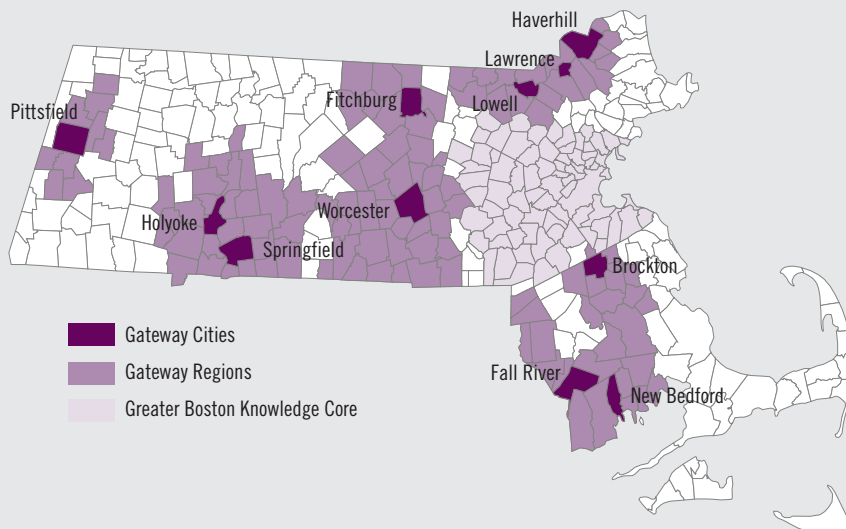 Haverhill
Lawrence
Lowell
Fitchburg
Pittsfield
Worcester
Holyoke
Springfield
Brockton
Fall River
New Bedford
Gateway Cities
Gateway Regions
Greater Boston Knowledge Core